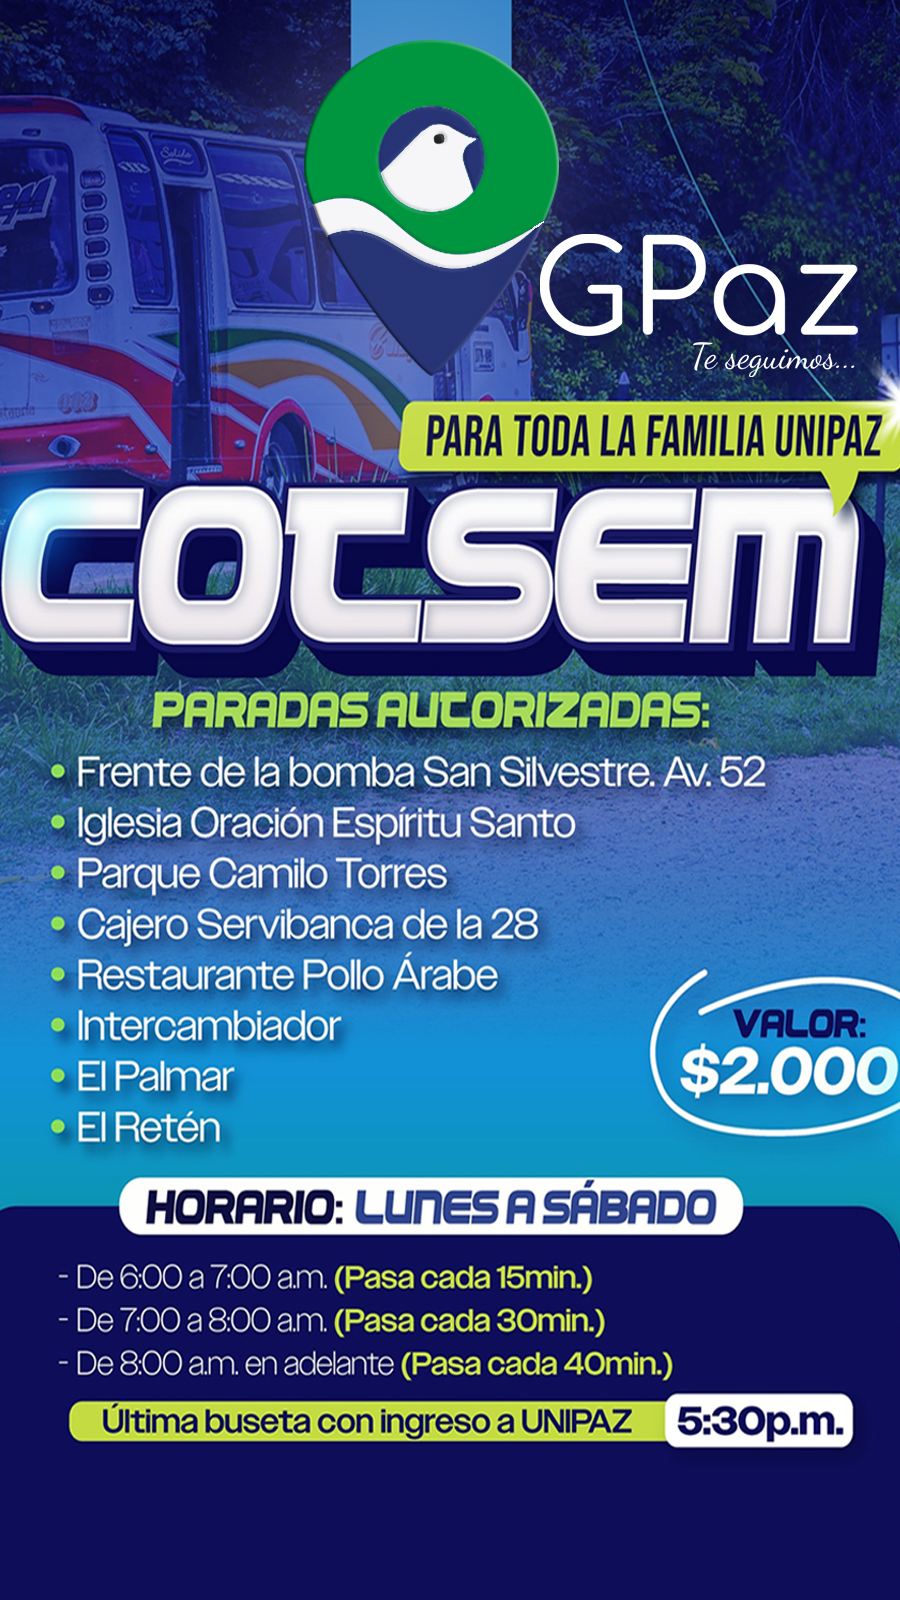 GPaz
Te seguimos...
PARA TODA LA FAMILIA UNIPAZ
COTSEM
PARADAS AUTORIZADAS:
• Frente de la bomba San Silvestre. Av. 52
• Iglesia Oración Espíritu Santo
• Parque Camilo Torres
• Cajero Servibanca de la 28
• Restaurante Pollo Árabe
• Intercambiador
• El Palmar
• El Retén
VALOR:
$2.000
HORARIO: LUNES A SÁBADO
- De 6:00 a 7:00 a.m. (Pasa cada 15min.)
- De 7:00 a 8:00 a.m. (Pasa cada 30min.)
- De 8:00 a.m. en adelante (Pasa cada 40min.)
Última buseta con ingreso a UNIPAZ 5:30p.m.